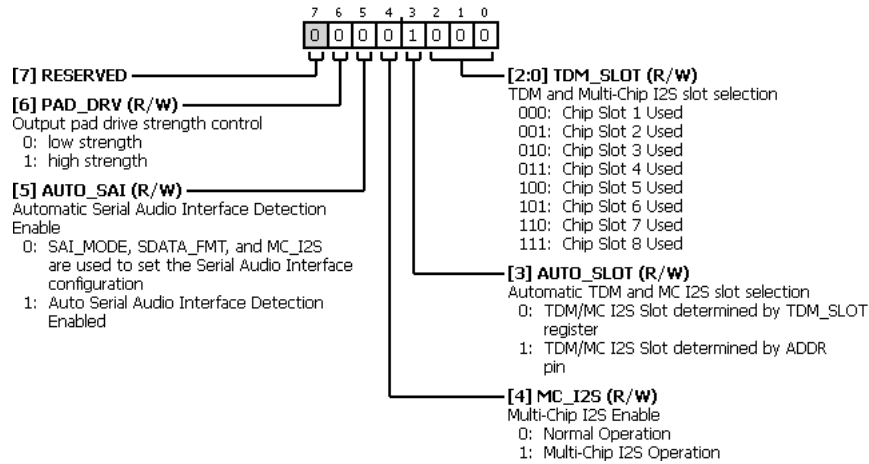 7 6 5 4 3 2 1 0
0 0 0 0 1 0 0 0
[7] RESERVED
[6] PAD_DRV (R/W)
Output pad drive strength control
0: low strength
1: high strength
[5] AUTO_SAI (R/W)
Automatic Serial Audio Interface Detection
Enable
0: SAI_MODE, SDATA_FMT, and MC_I2S
are used to set the Serial Audio Interface
configuration
1: Auto Serial Audio Interface Detection
Enabled
[2:0] TDM_SLOT (R/W)
TDM and Multi-Chip I2S slot selection
000: Chip Slot 1 Used
001: Chip Slot 2 Used
010: Chip Slot 3 Used
011: Chip Slot 4 Used
100: Chip Slot 5 Used
101: Chip Slot 6 Used
110: Chip Slot 7 Used
111: Chip Slot 8 Used
[3] AUTO_SLOT (R/W)
Automatic TDM and MC I2S slot selection
0: TDM/MC I2S Slot determined by TDM_SLOT
register
1: TDM/MC I2S Slot determined by ADDR
pin
[4] MC_I2S (R/W)
Multi-Chip I2S Enable
0: Normal Operation
1: Multi-Chip I2S Operation